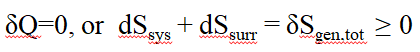 δQ=0, or dS_sys + dS_surr = δS_gen.tot ≥ 0